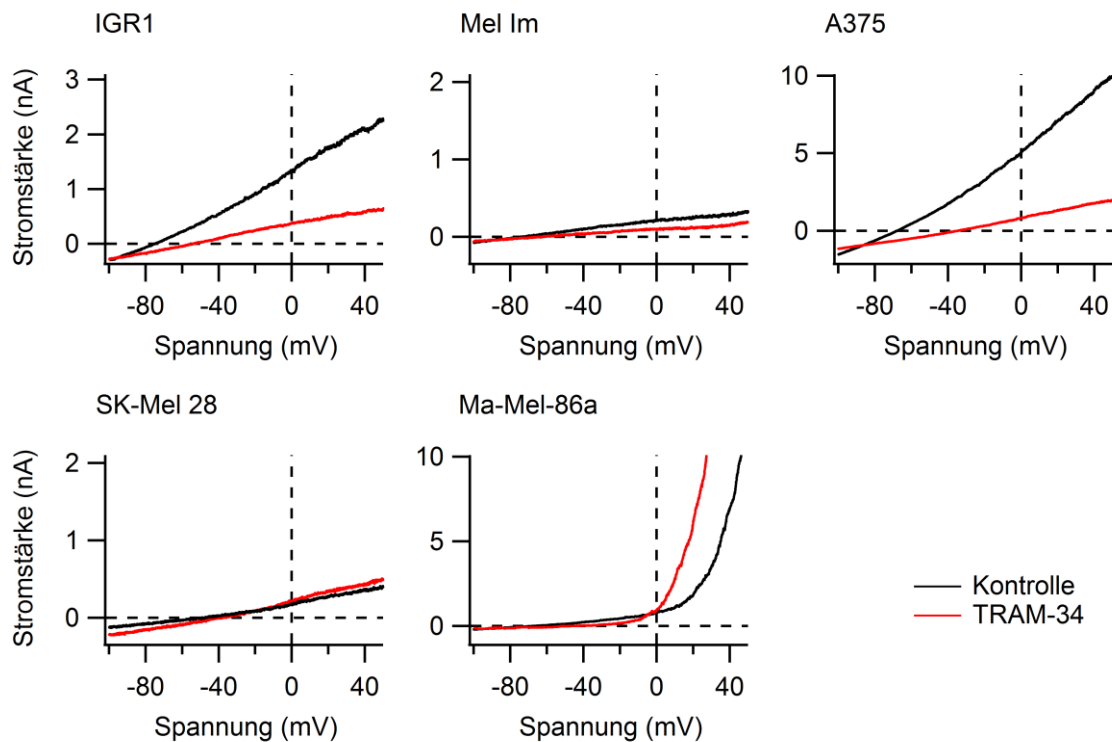 IGR1
Mel Im
A375
Stromstärke (nA)
3
2
1
0
-80 -40 0 40
Spannung (mV)
2
1
0
-80 -40 0 40
Spannung (mV)
10
5
0
-80 -40 0 40
Spannung (mV)
SK-Mel 28
Ma-Mel-86a
Stromstärke (nA)
2
1
0
-80 -40 0 40
Spannung (mV)
10
5
0
-80 -40 0 40
Spannung (mV)
Kontrolle
TRAM-34